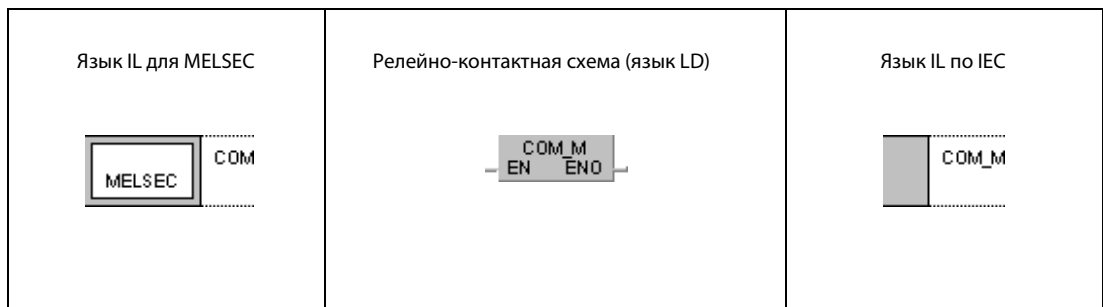 Язык IL для MELSEC
Релейно-контактная схема (язык LD)
Язык IL по IEC
MELSEC
COM
COM_M
EN ENO
COM_M